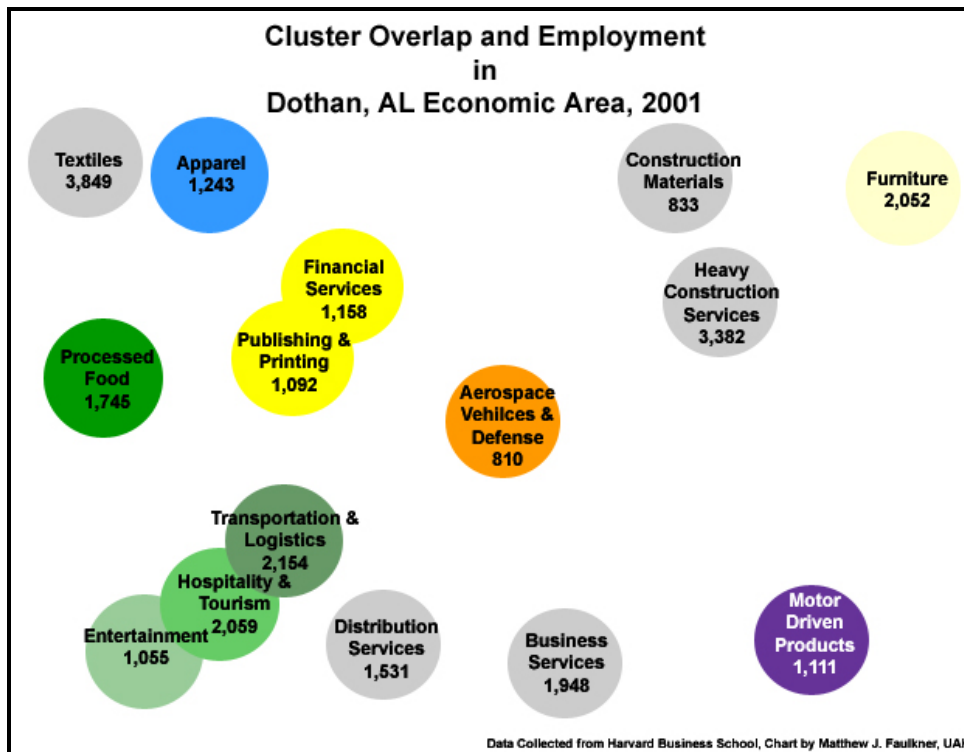 Cluster Overlap and Employment
in
Dothan, AL Economic Area, 2001
Textiles
3,849
Apparel
1,243
Construction
Materials
833
Furniture
2,052
Financial
Services
1,158
Heavy
Construction
Services
3,382
Publishing &
Printing
1,092
Processed
Food
1,745
Aerospace
Vehilces &
Defense
810
Transportation &
Logistics
2,154
Hospitality &
Tourism
2,059
Entertainment
1,055
Distribution
Services
1,531
Business
Services
1,948
Motor
Driven
Products
1,111
Data Collected from Harvard Business School, Chart by Matthew J. Faulkner,